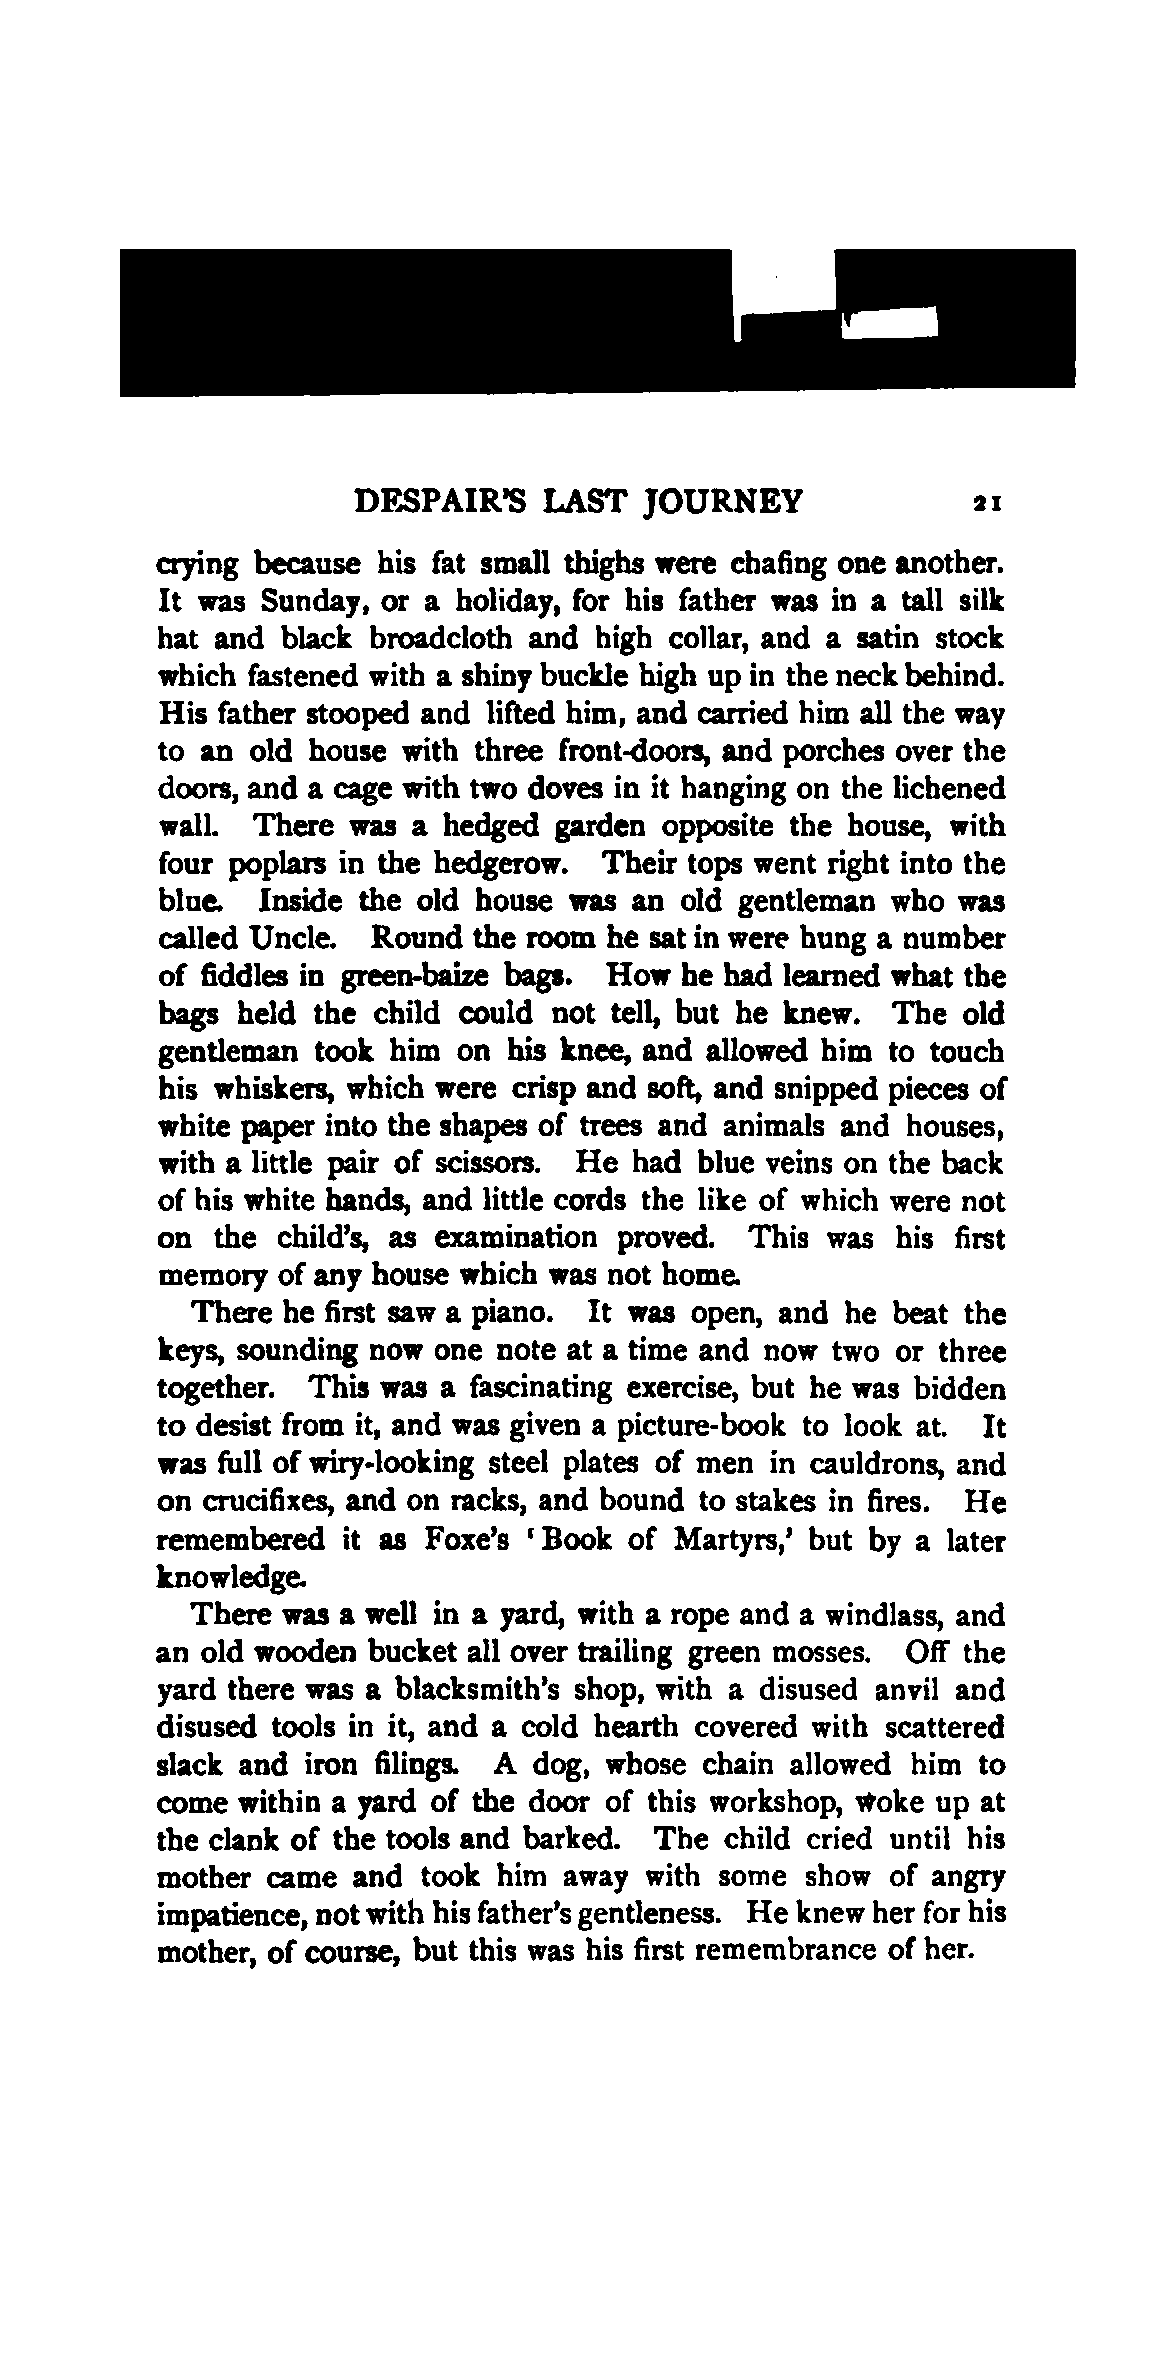 DESPAIR'S LAST JOURNEY 21
crying because his fat small thighs were chafing one another.
It was Sunday, or a holiday, for his father was in a tall silk
hat and black broadcloth and high collar, and a satin stock
which fastened with a shiny buckle high up in the neck behind.
His father stooped and lifted him, and carried him all the way
to an old house with three front-doors, and porches over the
doors, and a cage with two doves in it hanging on the lichened
wall. There was a hedged garden opposite the house, with
four poplars in the hedgerow. Their tops went right into the
blue. Inside the old house was an old gentleman who was
called Uncle. Round the room he sat in were hung a number
of fiddles in green-baize bags. How he had learned what the
bags held the child could not tell, but he knew. The old
gentleman took him on his knee, and allowed him to touch
his whiskers, which were crisp and soft, and snipped pieces of
white paper into the shapes of trees and animals and houses,
with a little pair of scissors. He had blue veins on the back
of his white hands, and little cords the like of which were not
on the child's, as examination proved. This was his first
memory of any house which was not home.
There he first saw a piano. It was open, and he beat the
keys, sounding now one note at a time and now two or three
together. This was a fascinating exercise, but he was bidden
to desist from it, and was given a picture-book to look at. It
was full of wiry-looking steel plates of men in cauldrons, and
on crucifixes, and on racks, and bound to stakes in fires. He
remembered it as Foxe's 'Book of Martyrs,' but by a later
knowledge.
There was a well in a yard, with a rope and a windlass, and
an old wooden bucket all over trailing green mosses. Off the
yard there was a blacksmith's shop, with a disused anvil and
disused tools in it, and a cold hearth covered with scattered
slack and iron filings. A dog, whose chain allowed him to
come within a yard of the door of this workshop, woke up at
the clank of the tools and barked. The child cried until his
mother came and took him away with some show of angry
impatience, not with his father's gentleness. He knew her for his
mother, of course, but this was his first remembrance of her.